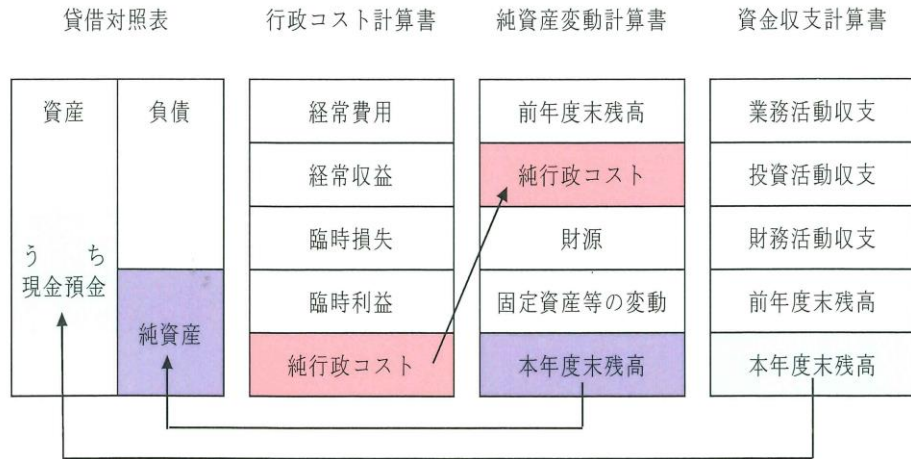 貸借対照表
行政コスト計算書
純資産変動計算書
資金収支計算書
資産
負債
うち
現金預金
純資産
経常費用
経常収益
臨時損失
臨時利益
純行政コスト
前年度末残高
純行政コスト
財源
固定資産等の変動
本年度末残高
業務活動収支
投資活動収支
財務活動収支
前年度末残高
本年度末残高